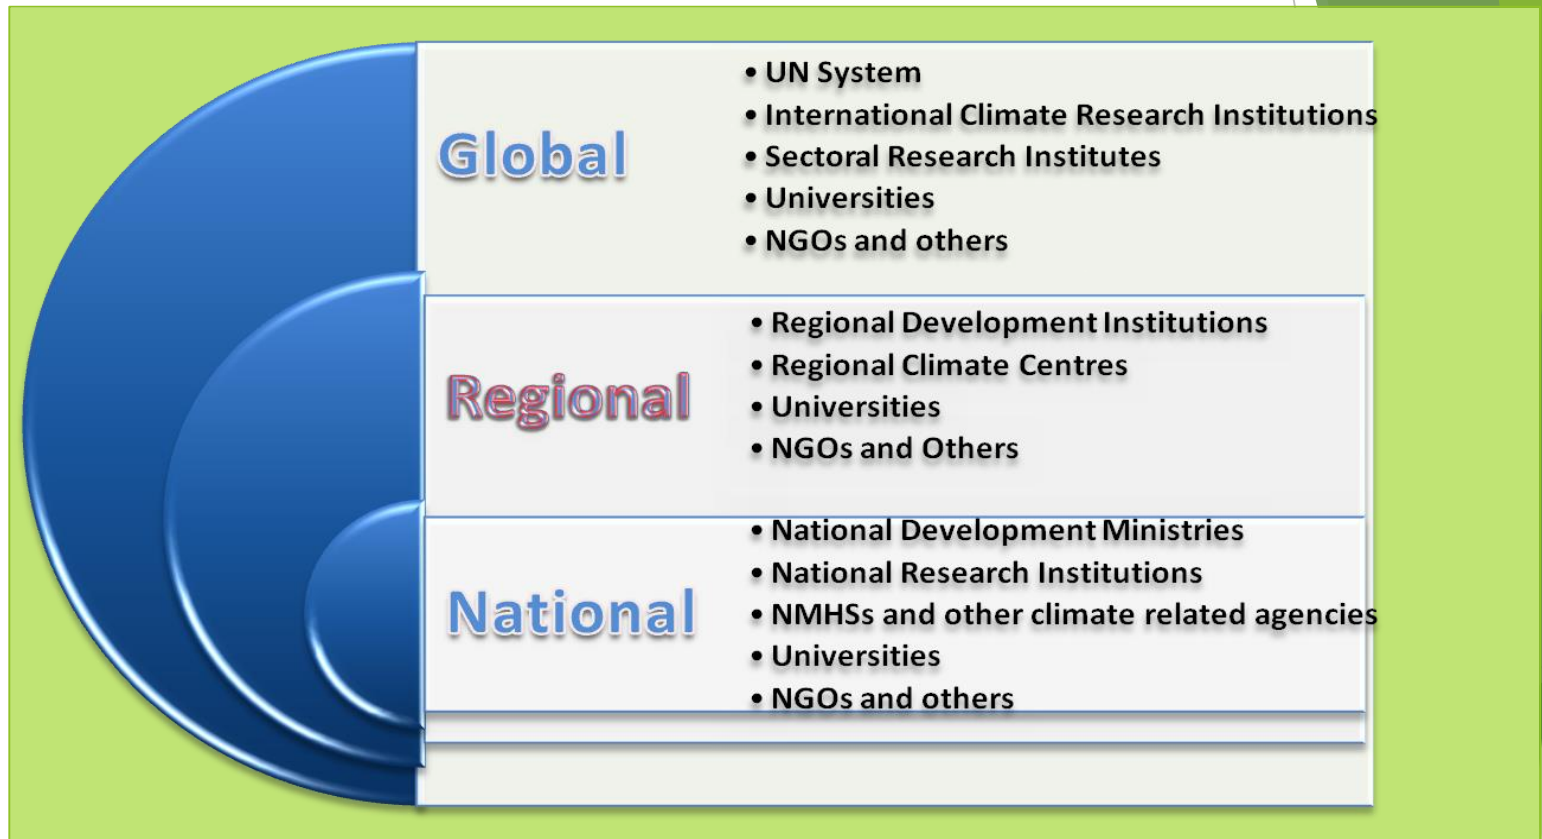 Global
• UN System
• International Climate Research Institutions
• Sectoral Research Institutes
• Universities
• NGOs and others
Regional
• Regional Development Institutions
• Regional Climate Centres
• Universities
• NGOs and Others
National
• National Development Ministries
• National Research Institutions
• NMHSs and other climate related agencies
• Universities
• NGOs and others